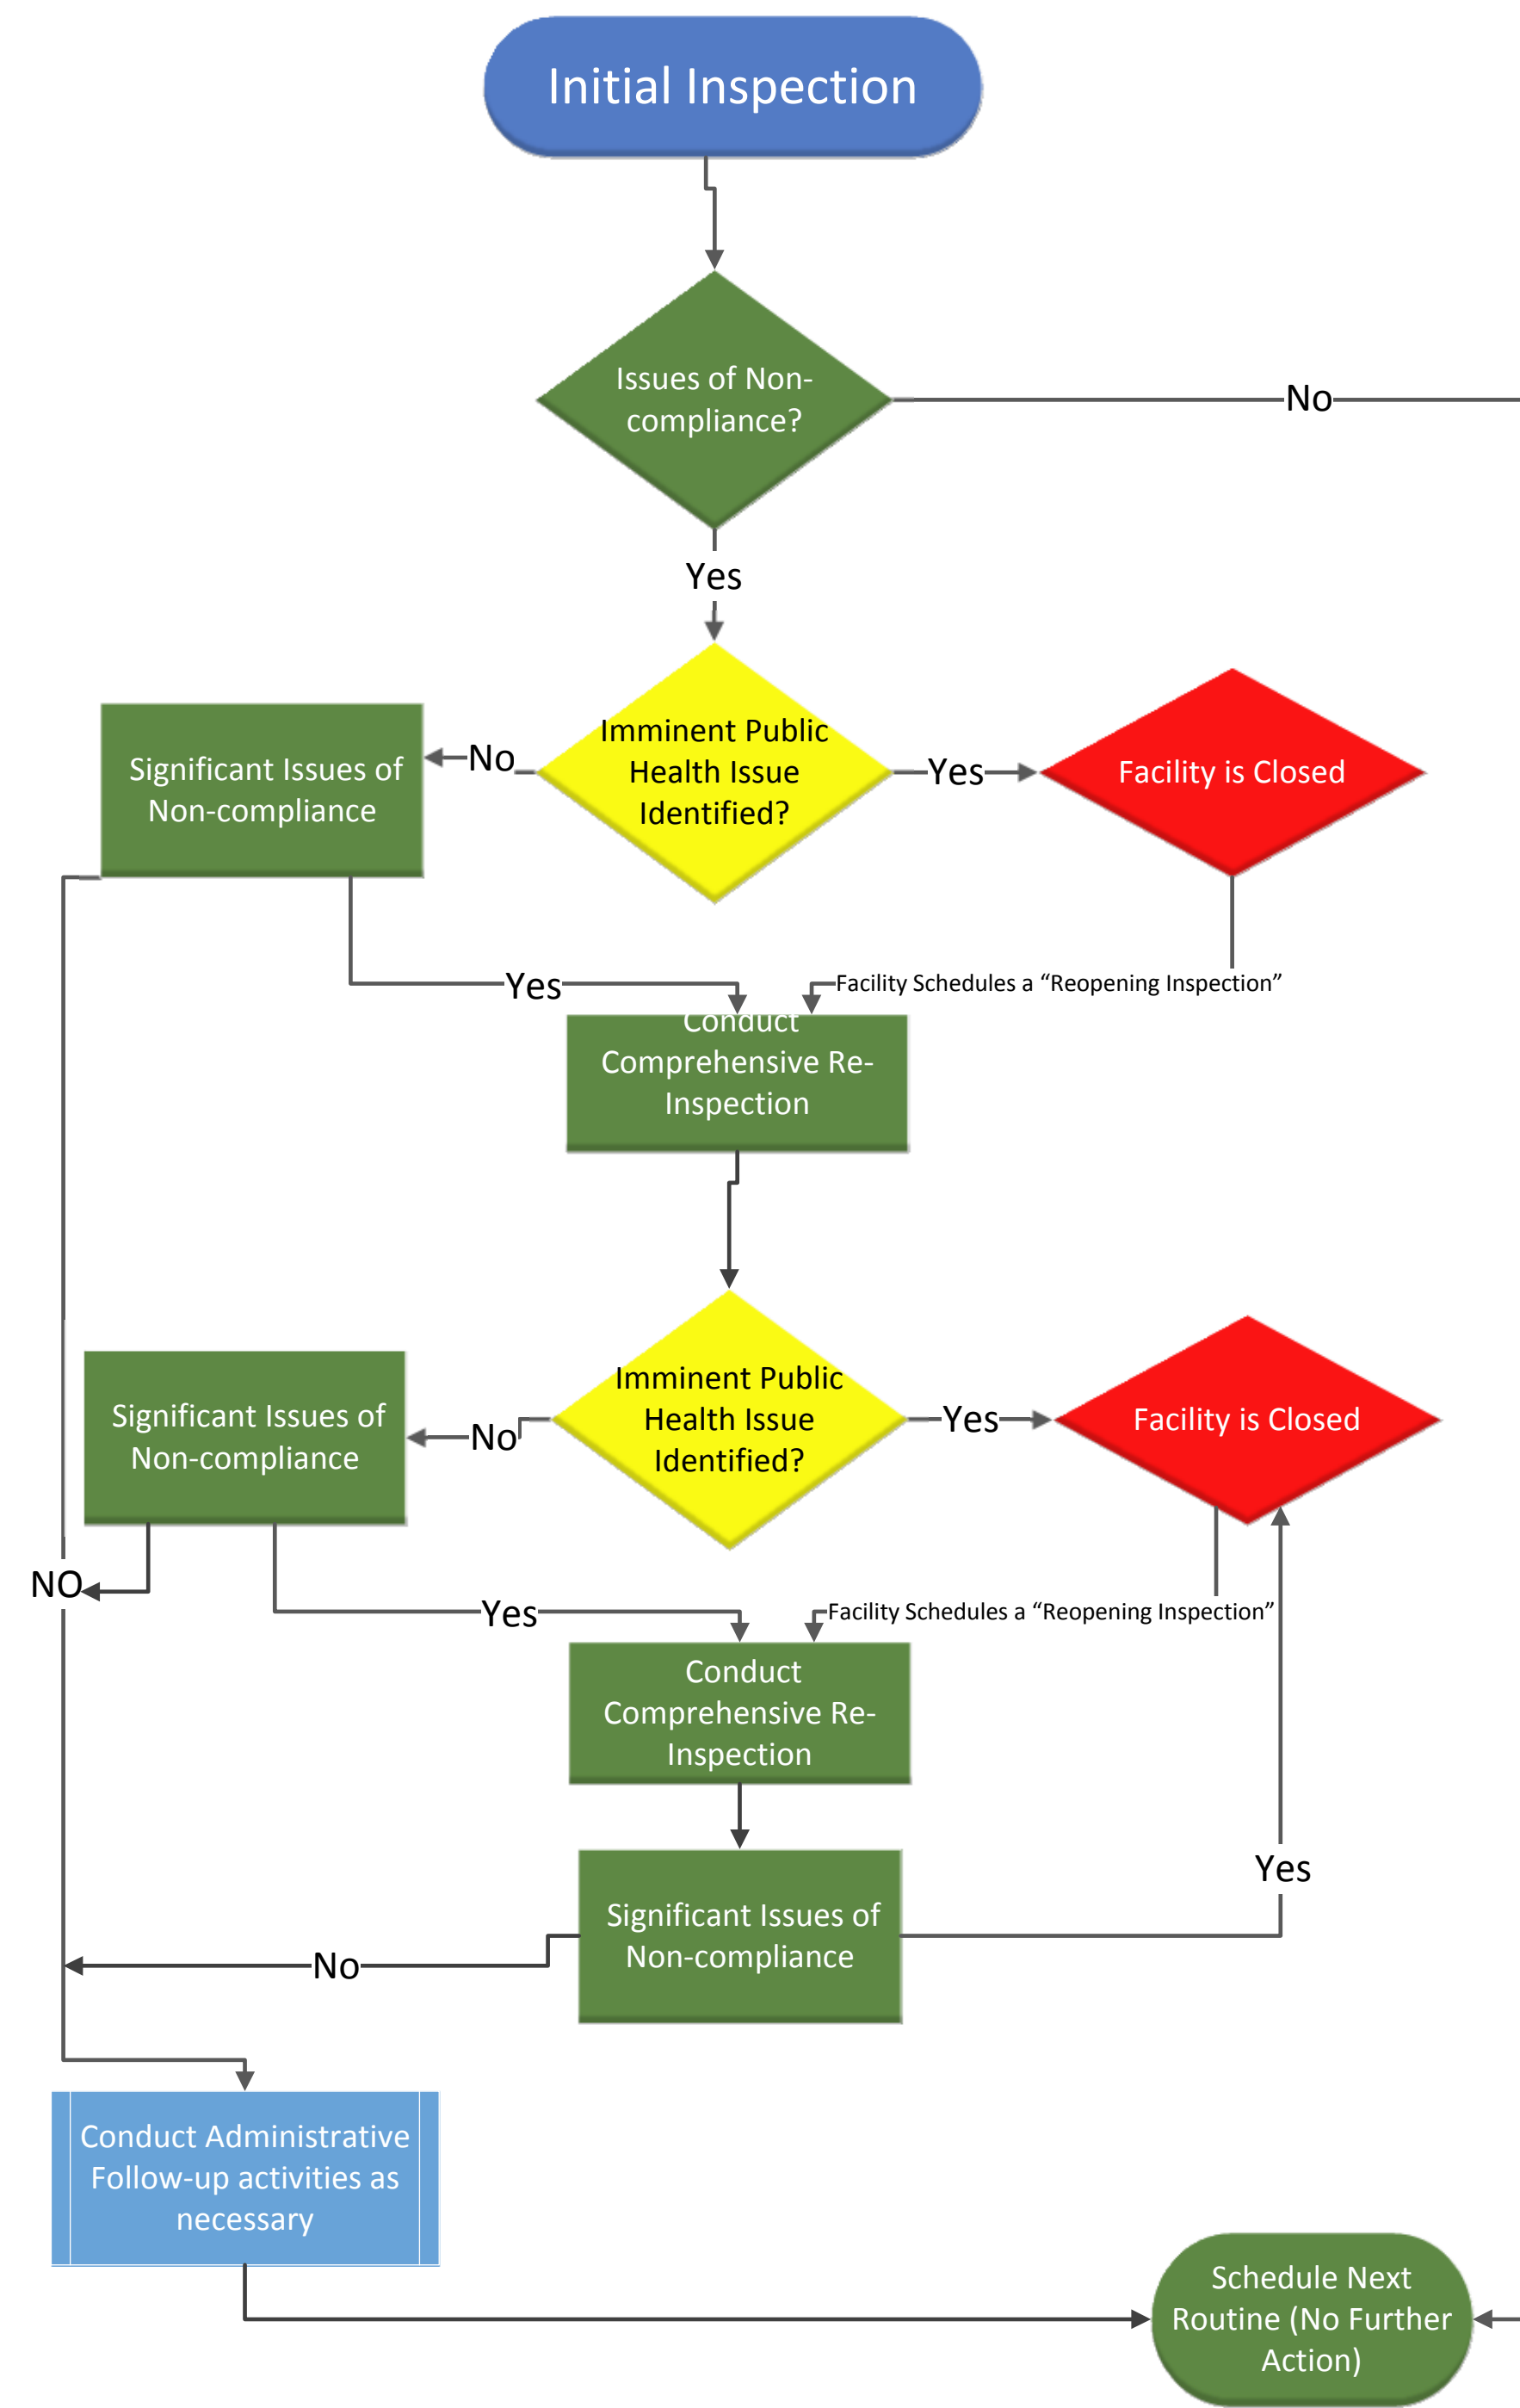 Initial Inspection
Issues of Non-
compliance?
No
Yes
Imminent Public
Health Issue
Identified?
No
Significant Issues of
Non-compliance
Yes
Facility is Closed
Yes
Facility Schedules a “Reopening Inspection”
Conduct
Comprehensive Re-
Inspection
Imminent Public
Health Issue
Identified?
No
Significant Issues of
Non-compliance
Yes
Facility is Closed
NO
Yes
Facility Schedules a “Reopening Inspection”
Conduct
Comprehensive Re-
Inspection
Yes
Significant Issues of
Non-compliance
No
Conduct Administrative
Follow-up activities as
necessary
Schedule Next
Routine (No Further
Action)